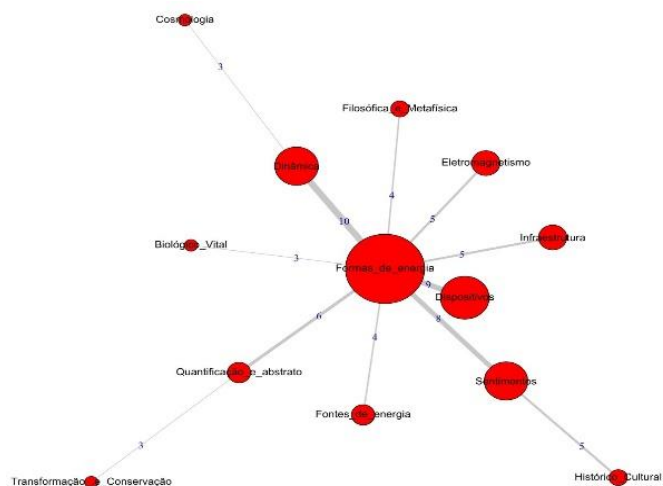 Cosmologia
3
Filosófica_e_Metafísica
Eletromagnetismo
Dinâmica
4
10
5
Infraestrutura
5
Biológico_Vital
3
Formas_de_energia
9
Dispositivos
8
6
4
Quantificação_e_abstrato
Sentimentos
Fontes_de_energia
3
5
Transformação_e_Conservação
Histórico_Cultural